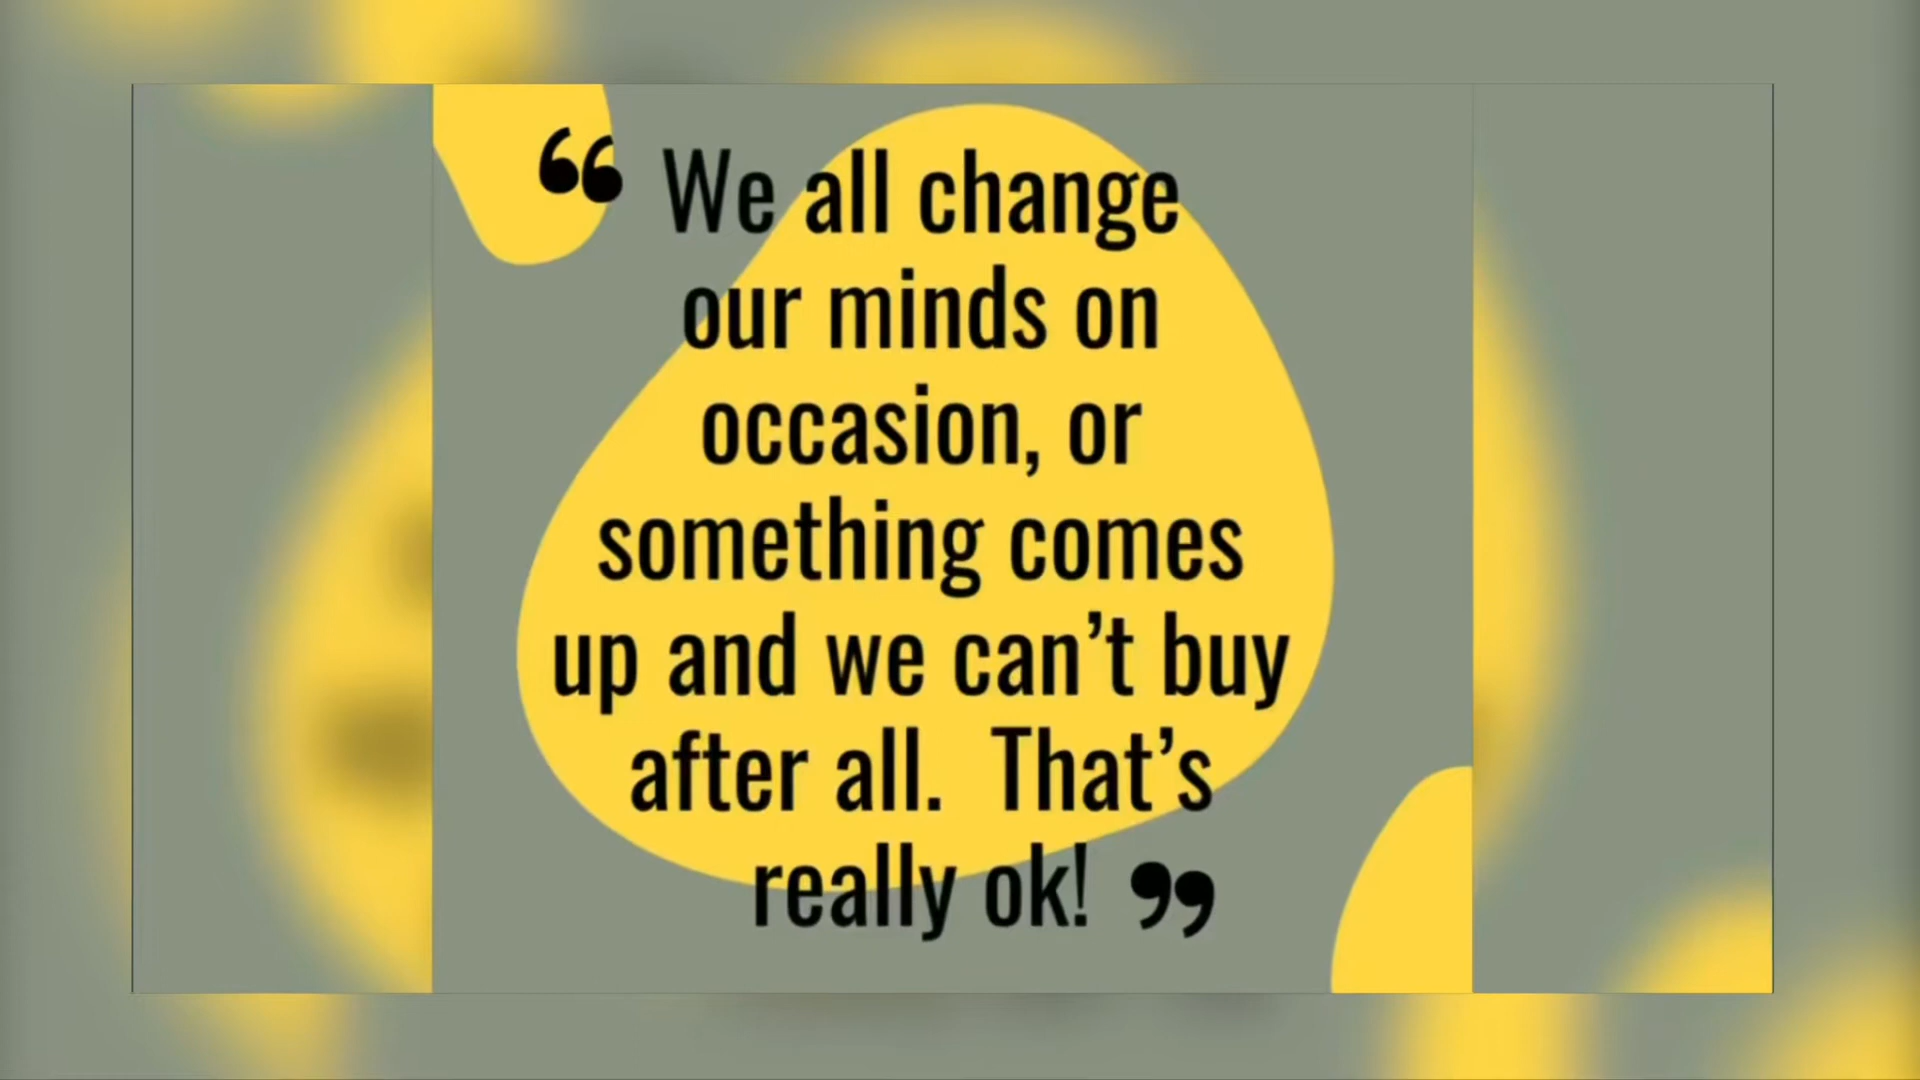 “ We all change
our minds on
occasion, or
something comes
up and we can’t buy
after all.  That’s
really ok! ”